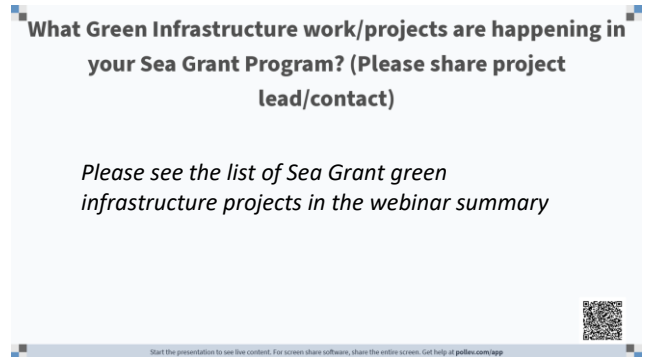 What Green Infrastructure work/projects are happening in
your Sea Grant Program? (Please share project
lead/contact)
Please see the list of Sea Grant green
infrastructure projects in the webinar summary
Start the presentation to see live content. For screen share software, share the entire screen. Get help at pollev.com/app